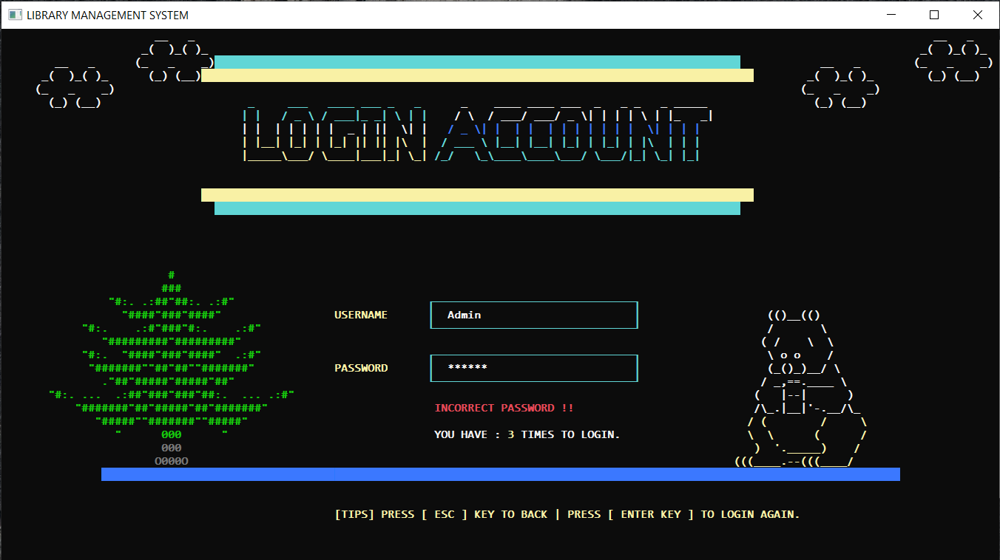 LIBRARY MANAGEMENT SYSTEM
LOGIN ACCOUNT
USERNAME Admin
PASSWORD ******
INCORRECT PASSWORD !!
YOU HAVE : 3 TIMES TO LOGIN.
[TIPS] PRESS [ ESC ] KEY TO BACK | PRESS [ ENTER KEY ] TO LOGIN AGAIN.